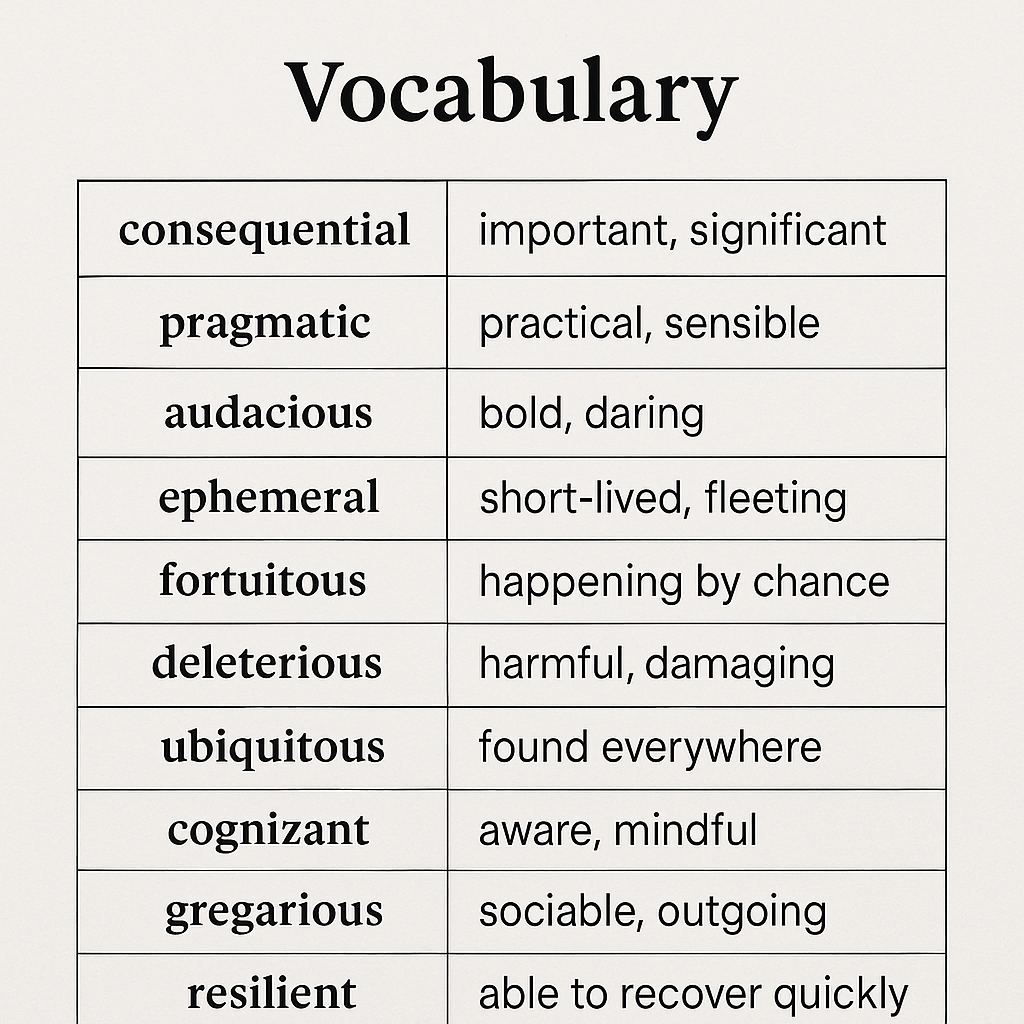 Vocabulary
consequential important, significant
pragmatic practical, sensible
audacious bold, daring
ephemeral short-lived, fleeting
fortuitous happening by chance
deleterious harmful, damaging
ubiquitous found everywhere
cognizant aware, mindful
gregarious sociable, outgoing
resilient able to recover quickly